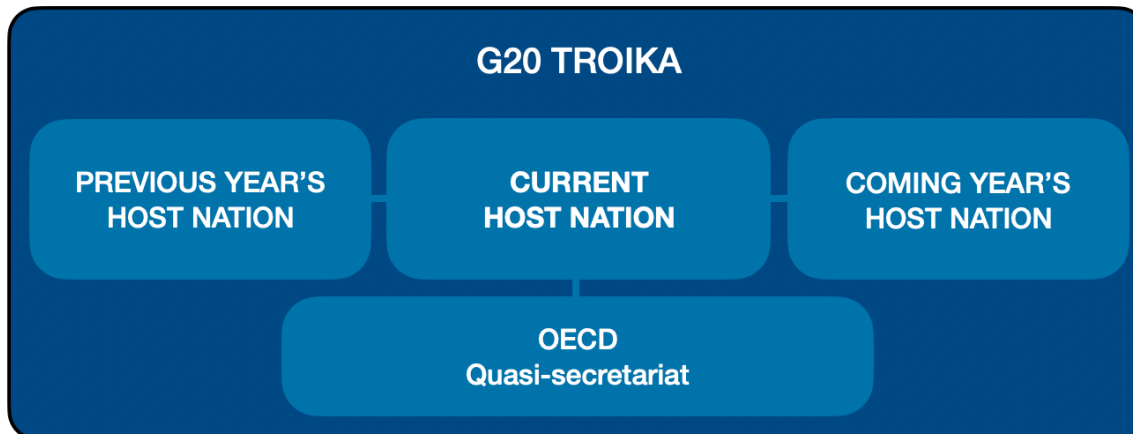 G20 TROIKA
PREVIOUS YEAR'S
HOST NATION
CURRENT
HOST NATION
COMING YEAR'S
HOST NATION
OECD
Quasi-secretariat